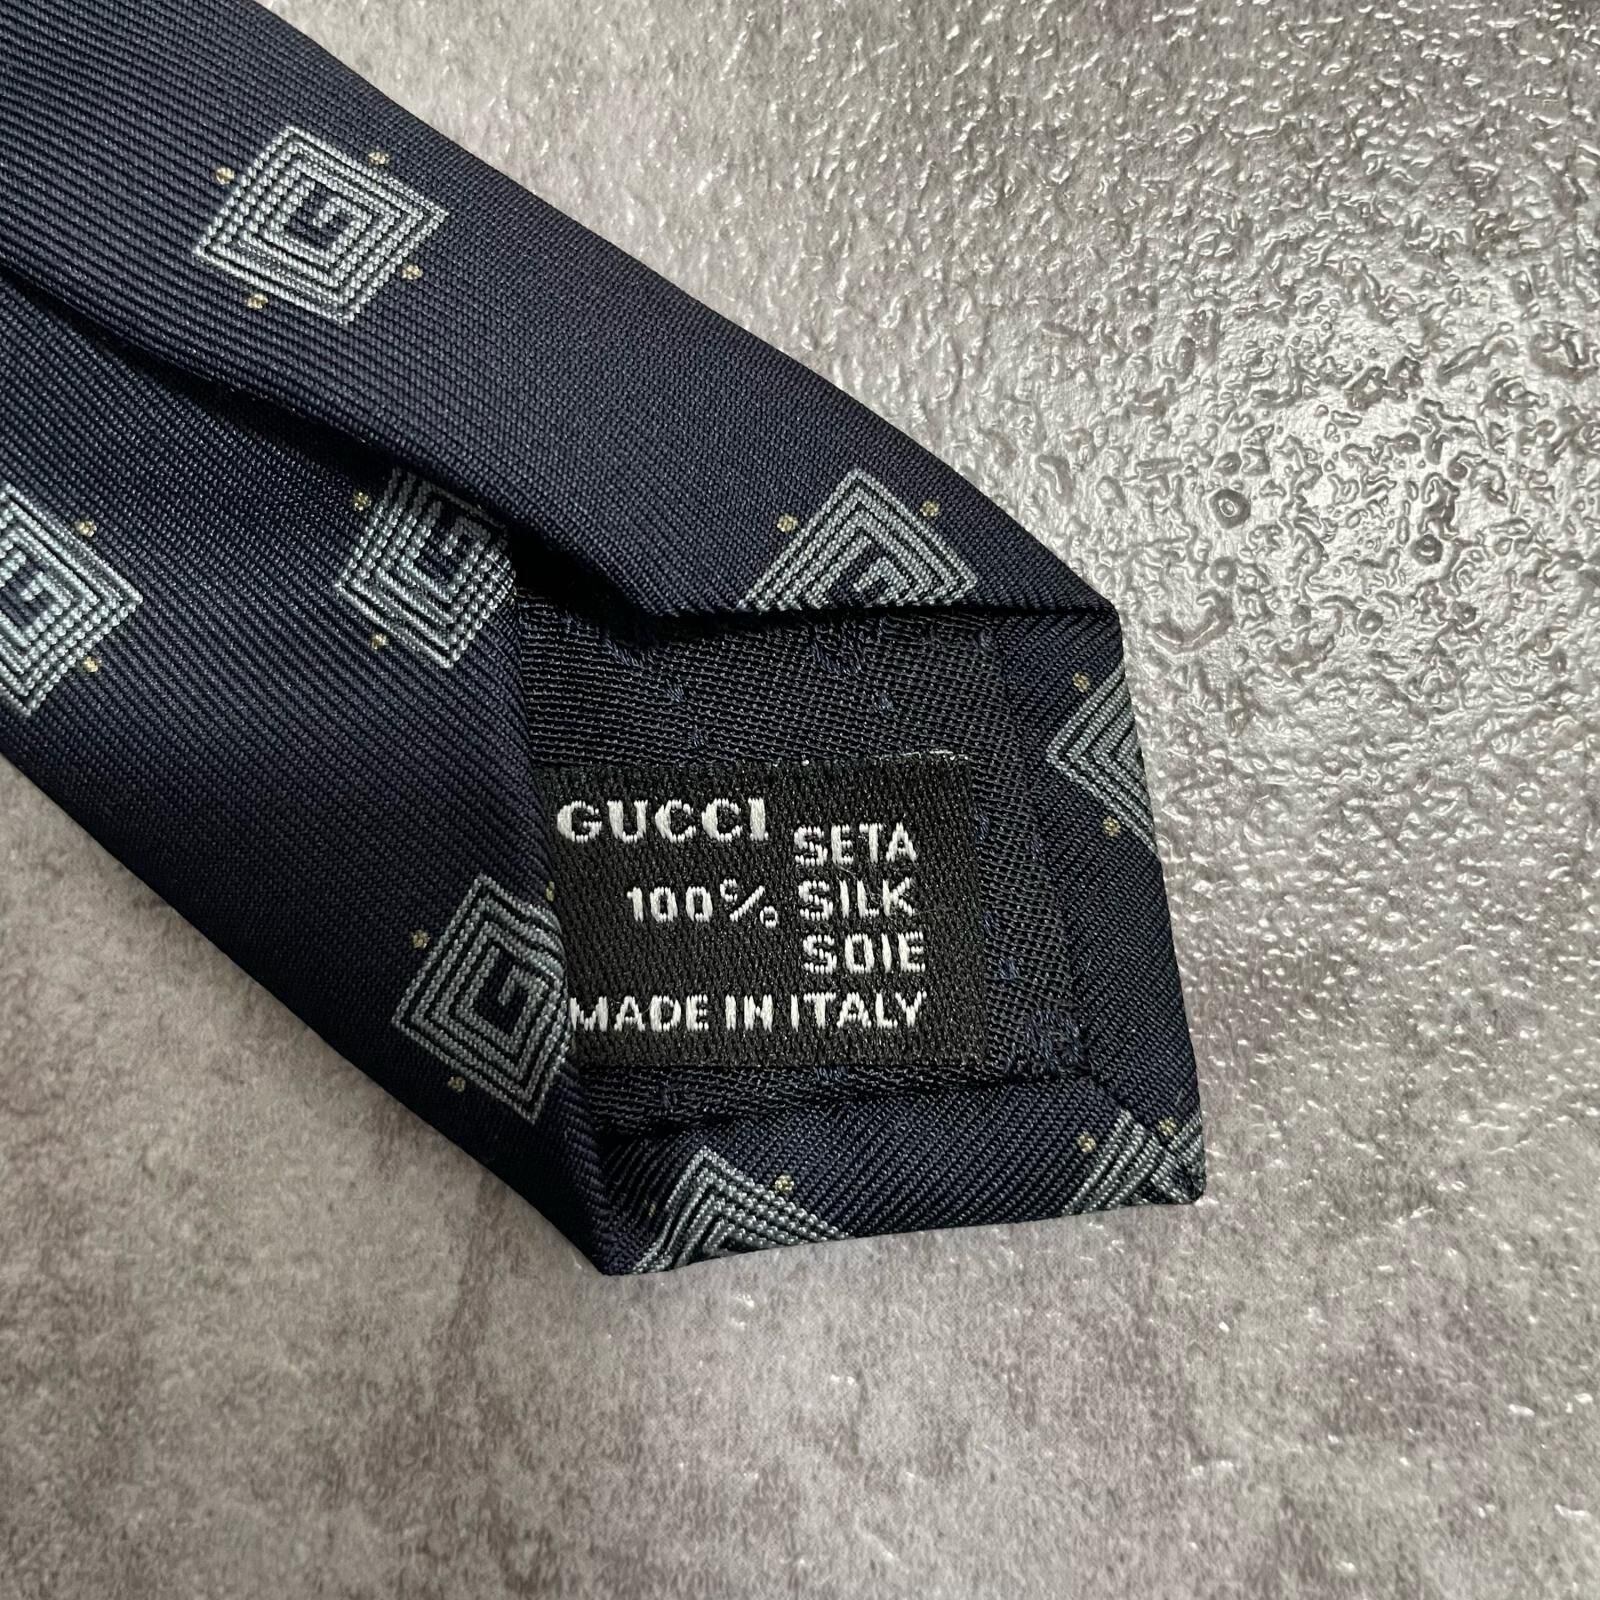 GUCCI
SETA
100% SILK
SOIE
MADE IN ITALY